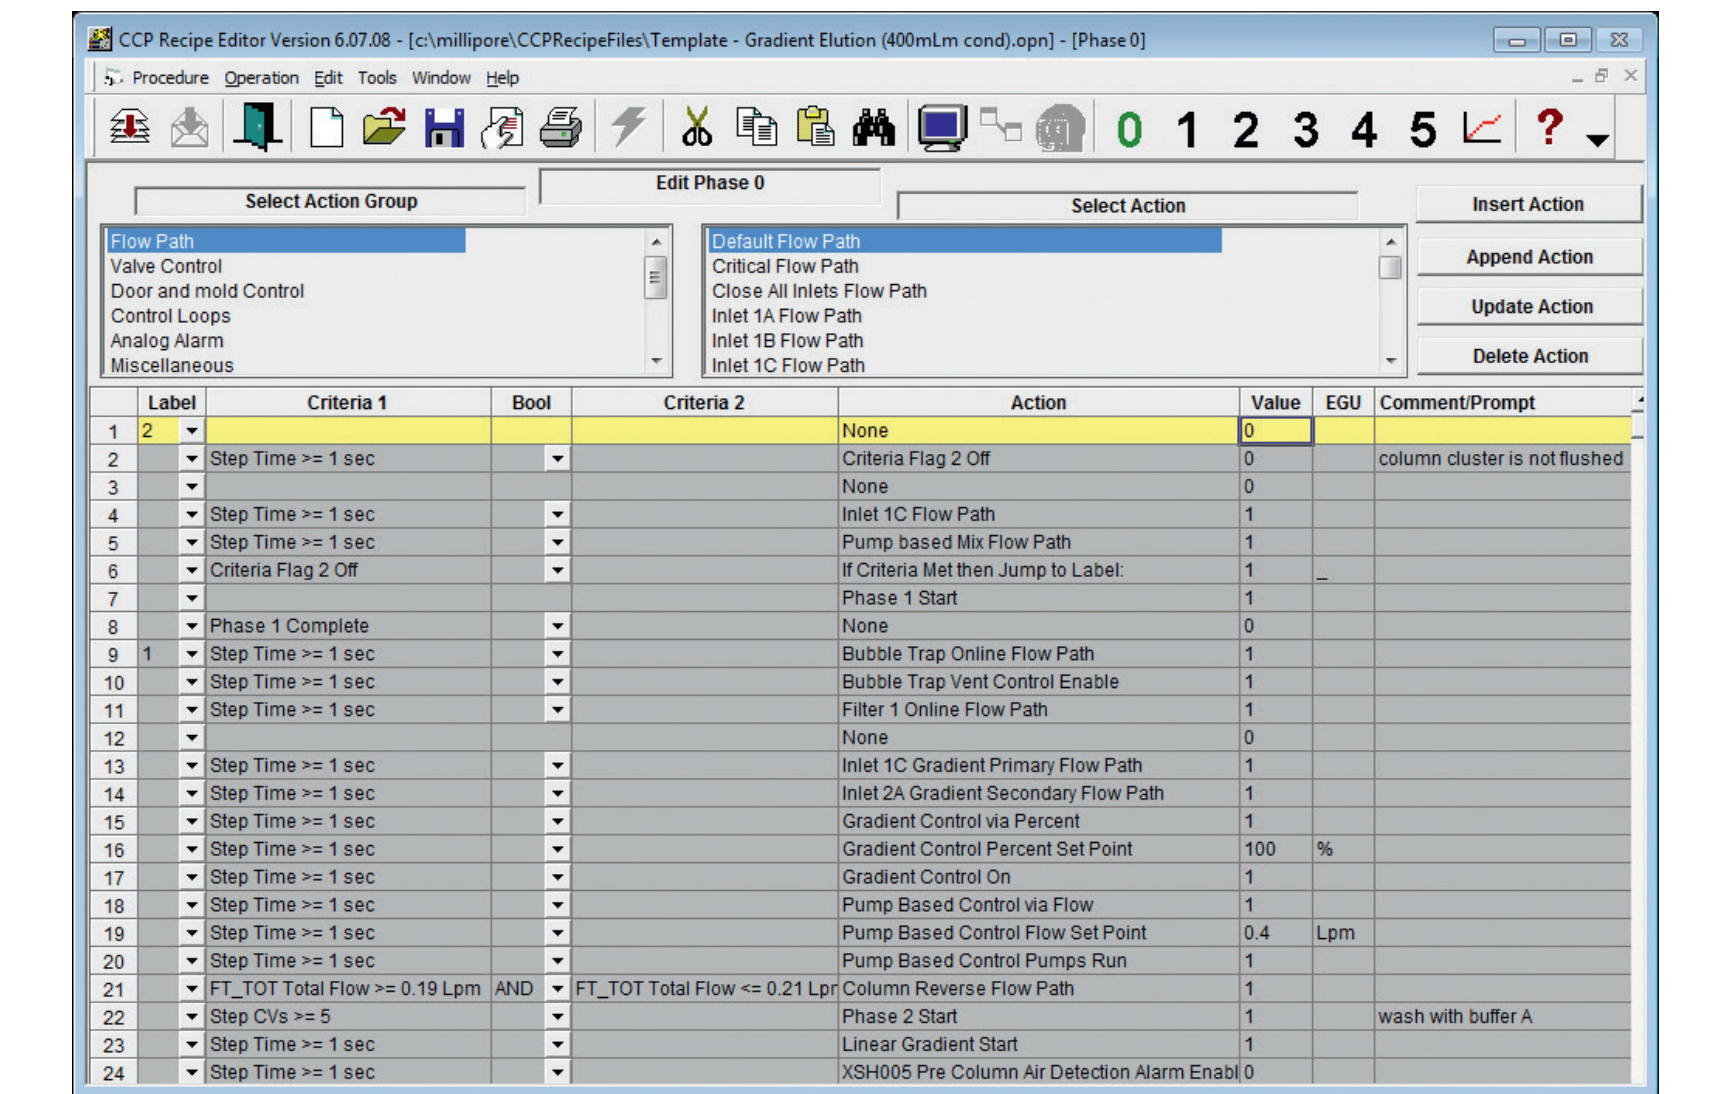 CCP Recipe Editor Version 6.07.08 - [c:\millipore\CCPRecipeFiles\Template - Gradient Elution (400mLm cond).opn] - [Phase 0]
Procedure Operation Edit Tools Window Help
0 1 2 3 4 5 ?
Edit Phase 0
Select Action Group
Select Action
Insert Action
Append Action
Update Action
Delete Action
Flow Path
Valve Control
Door and mold Control
Control Loops
Analog Alarm
Miscellaneous
Default Flow Path
Critical Flow Path
Close All Inlets Flow Path
Inlet 1A Flow Path
Inlet 1B Flow Path
Inlet 1C Flow Path
Label Criteria 1 Bool Criteria 2 Action Value EGU Comment/Prompt
1 2 None 0
2 Step Time >= 1 sec Criteria Flag 2 Off 0 column cluster is not flushed
3 None 0
4 Step Time >= 1 sec Inlet 1C Flow Path 1
5 Step Time >= 1 sec Pump based Mix Flow Path 1
6 Criteria Flag 2 Off If Criteria Met then Jump to Label: 1 _
7 Phase 1 Start 1
8 Phase 1 Complete None 0
9 1 Step Time >= 1 sec Bubble Trap Online Flow Path 1
10 Step Time >= 1 sec Bubble Trap Vent Control Enable 1
11 Step Time >= 1 sec Filter 1 Online Flow Path 1
12 None 0
13 Step Time >= 1 sec Inlet 1C Gradient Primary Flow Path 1
14 Step Time >= 1 sec Inlet 2A Gradient Secondary Flow Path 1
15 Step Time >= 1 sec Gradient Control via Percent 1
16 Step Time >= 1 sec Gradient Control Percent Set Point 100 %
17 Step Time >= 1 sec Gradient Control On 1
18 Step Time >= 1 sec Pump Based Control via Flow 1
19 Step Time >= 1 sec Pump Based Control Flow Set Point 0.4 Lpm
20 Step Time >= 1 sec Pump Based Control Pumps Run 1
21 FT_TOT Total Flow >= 0.19 Lpm AND FT_TOT Total Flow <= 0.21 Lpr Column Reverse Flow Path 1
22 Step CVs >= 5 Phase 2 Start 1 wash with buffer A
23 Step Time >= 1 sec Linear Gradient Start 1
24 Step Time >= 1 sec XSH005 Pre Column Air Detection Alarm Enabl 0